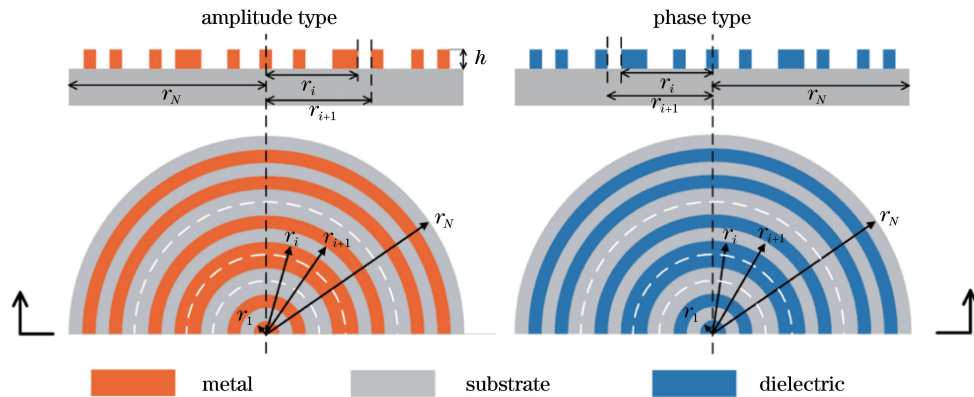 amplitude type
phase type
h
r_i
r_N
r_{i+1}
r_i
r_{i+1}
r_N
r_i
r_{i+1}
r_N
r_1
r_i
r_{i+1}
r_N
r_1
metal
substrate
dielectric